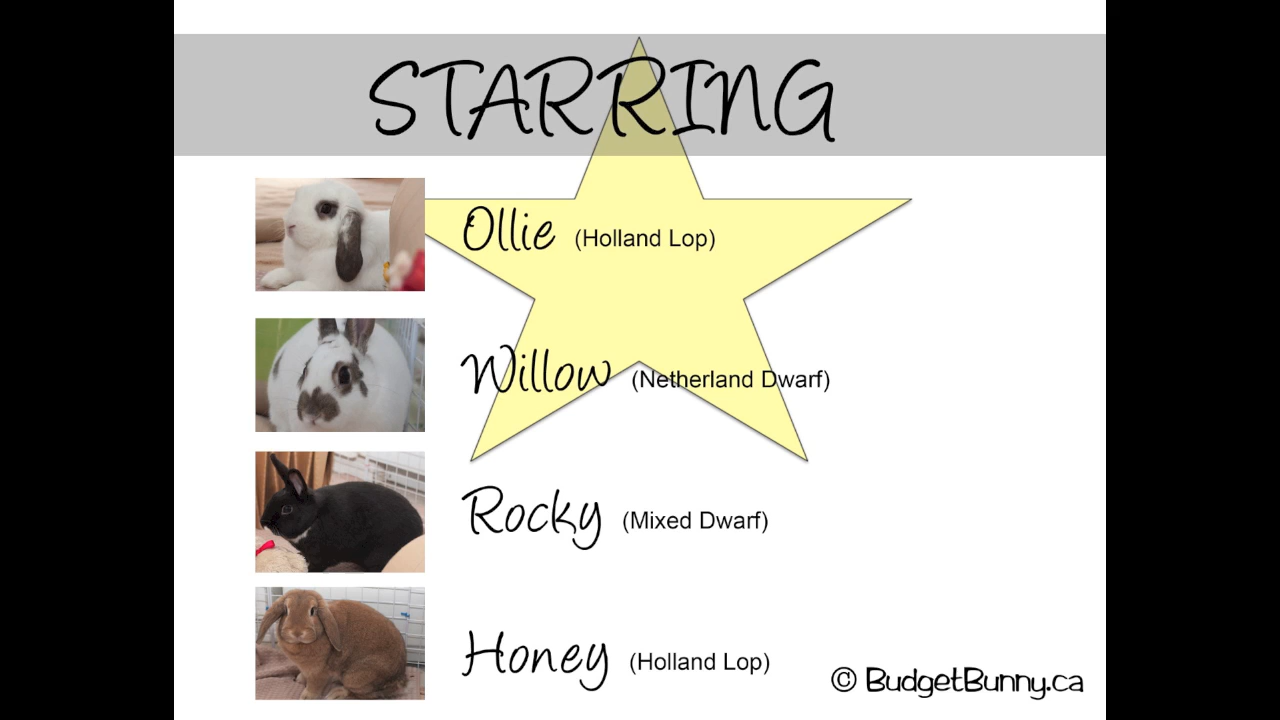 STARRING
Ollie (Holland Lop)
Willow (Netherland Dwarf)
Rocky (Mixed Dwarf)
Honey (Holland Lop)
© BudgetBunny.ca